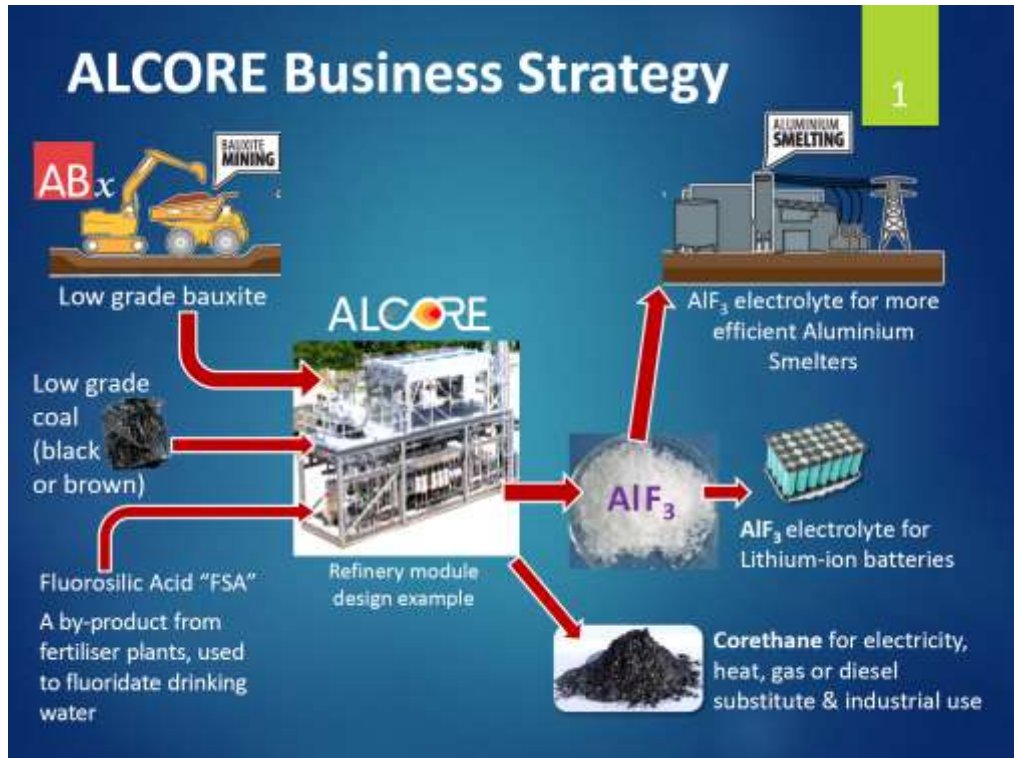 ALCORE Business Strategy
1
BAUXITE
MINING
ABx
ALUMINIUM
SMELTING
Low grade bauxite
ALCORE
AlF₃ electrolyte for more
efficient Aluminium
Smelters
Low grade
coal
(black
or brown)
AlF₃
AlF₃ electrolyte for
Lithium-ion batteries
Fluorosilic Acid "FSA"
Refinery module
design example
A by-product from
fertiliser plants, used
to fluoridate drinking
water
Corethane for electricity,
heat, gas or diesel
substitute & industrial use